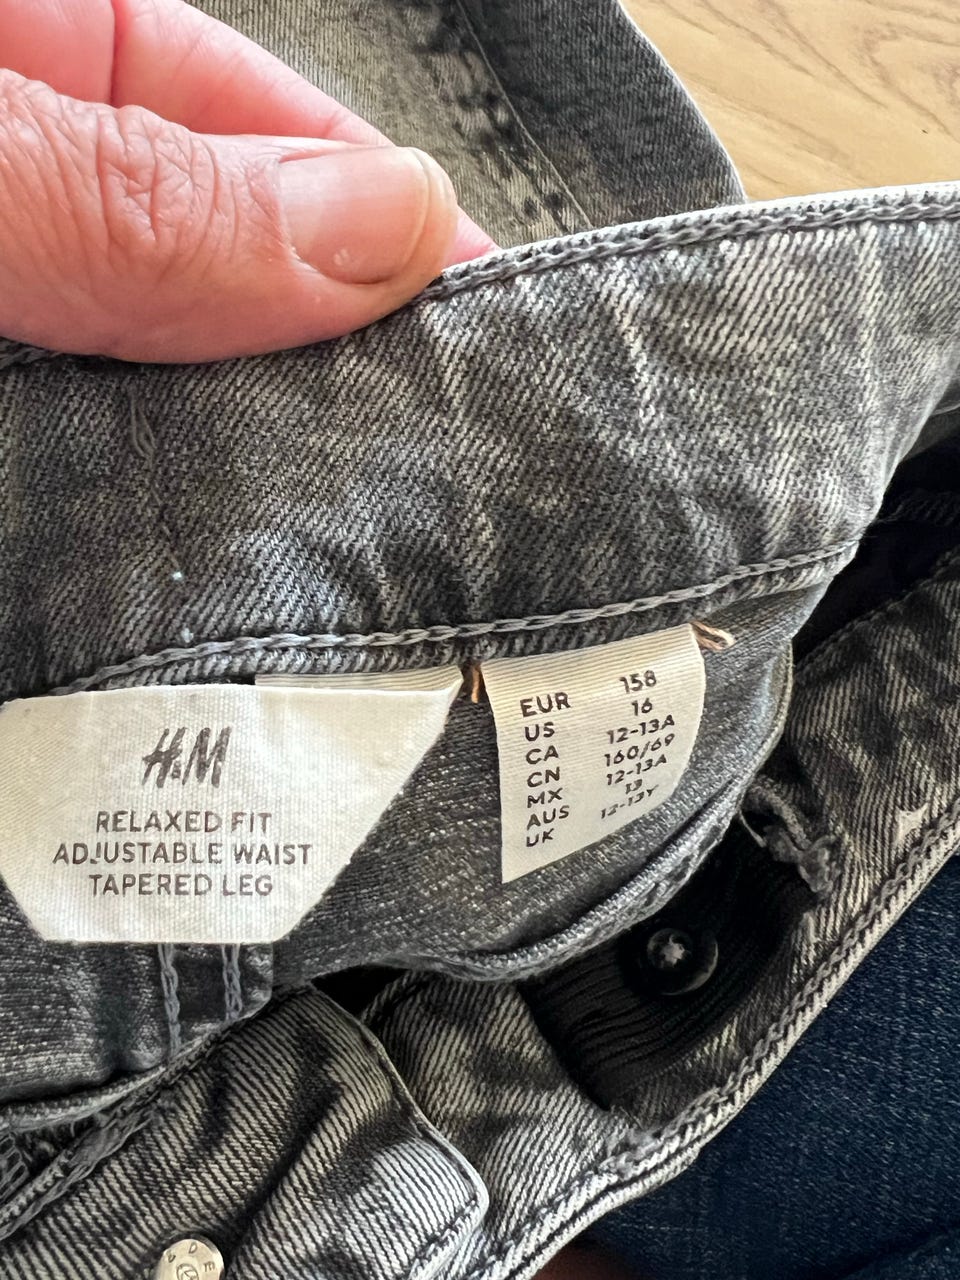 H&M
RELAXED FIT
ADJUSTABLE WAIST
TAPERED LEG
EUR 158
US 16
CA 12-13A
CN 160/69
MX 12-13A
AUS 13
UK 12-13Y